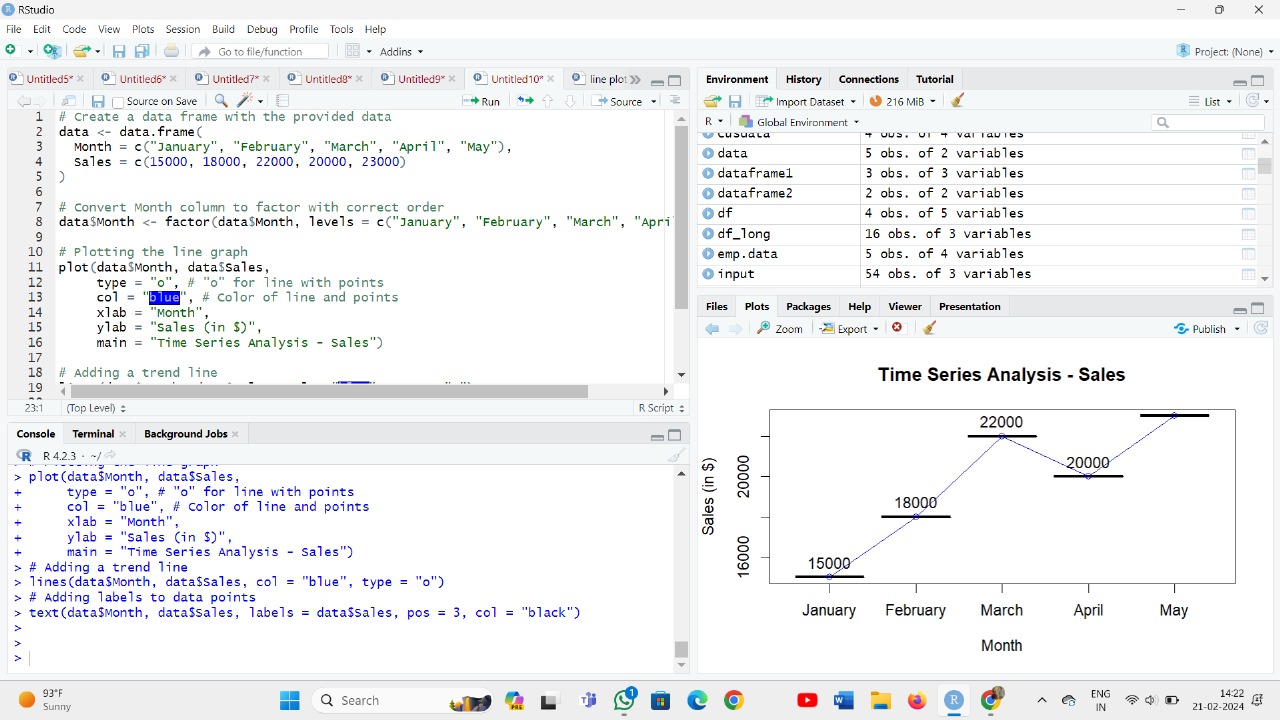 RStudio
File Edit Code View Plots Session Build Debug Profile Tools Help
Go to file/function Addins Project: (None)
Untitled5* Untitled6* Untitled7* Untitled8* Untitled9* Untitled10* line plot
Source on Save Run Source
1 # Create a data frame with the provided data
2 data <- data.frame(
3 Month = c("January", "February", "March", "April", "May"),
4 Sales = c(15000, 18000, 22000, 20000, 23000)
5 )
6
7 # Convert Month column to factor with correct order
8 data$Month <- factor(data$Month, levels = c("January", "February", "March", "Apri
9
10 # Plotting the line graph
11 plot(data$Month, data$Sales,
12 type = "o", # "o" for line with points
13 col = "blue", # Color of line and points
14 xlab = "Month",
15 ylab = "Sales (in $)",
16 main = "Time Series Analysis - Sales")
17
18 # Adding a trend line
19
23:1 (Top Level) R Script
Console Terminal Background Jobs
R 4.2.3 · ~/
> plot(data$Month, data$Sales,
+ type = "o", # "o" for line with points
+ col = "blue", # Color of line and points
+ xlab = "Month",
+ ylab = "Sales (in $)",
+ main = "Time Series Analysis - Sales")
> # Adding a trend line
> lines(data$Month, data$Sales, col = "blue", type = "o")
> # Adding labels to data points
> text(data$Month, data$Sales, labels = data$Sales, pos = 3, col = "black")
>
>
>
Environment History Connections Tutorial
Import Dataset 216 MiB List
R Global Environment
cusdata 4 obs. of 4 variables
data 5 obs. of 2 variables
dataframe1 3 obs. of 3 variables
dataframe2 2 obs. of 2 variables
df 4 obs. of 5 variables
df_long 16 obs. of 3 variables
emp.data 5 obs. of 4 variables
input 54 obs. of 3 variables
Files Plots Packages Help Viewer Presentation
Zoom Export Publish
Time Series Analysis - Sales
Sales (in $)
20000
16000
22000
20000
18000
15000
January February March April May
Month
93°F
Sunny
Search
PRE
1
ENG
IN
14:22
21-02-2024